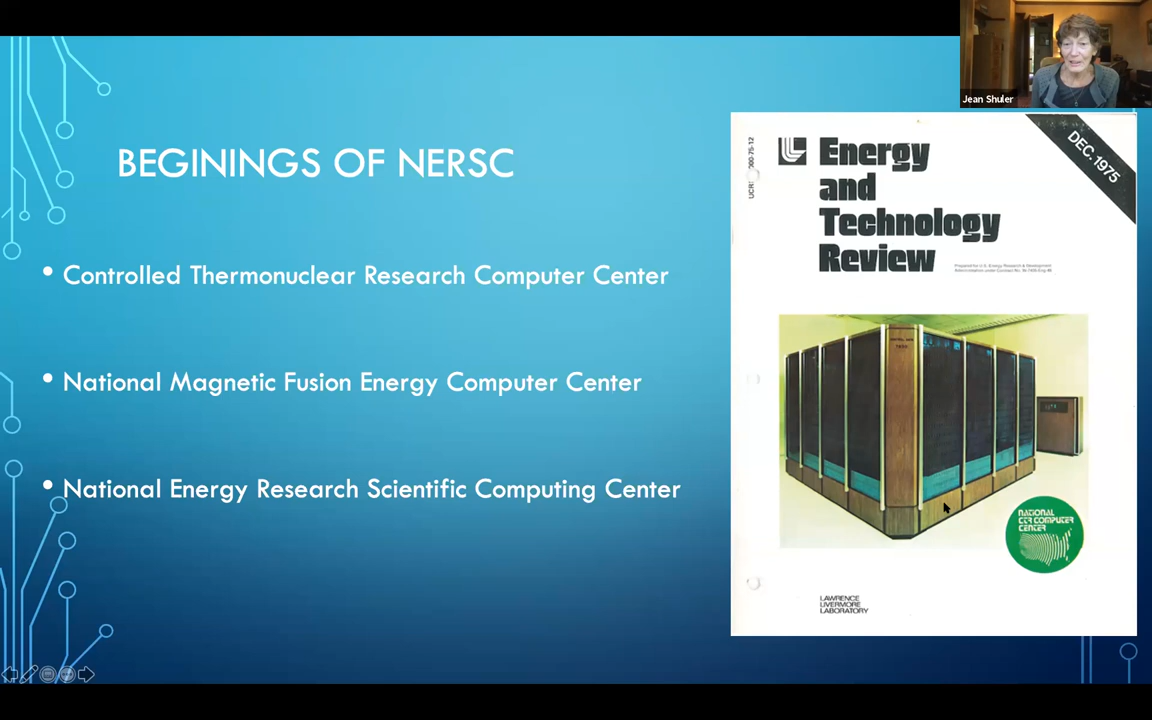 Jean Shuler
BEGININGS OF NERSC
• Controlled Thermonuclear Research Computer Center
• National Magnetic Fusion Energy Computer Center
• National Energy Research Scientific Computing Center
Energy
and
Technology
Review
DEC. 1975
NATIONAL
CTR COMPUTER
CENTER
LAWRENCE
LIVERMORE
LABORATORY